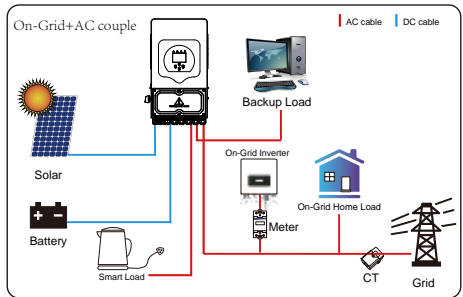 On-Grid+AC couple
AC cable
DC cable
Backup Load
On-Grid Inverter
Solar
On-Grid Home Load
Meter
Battery
Smart Load
CT
Grid